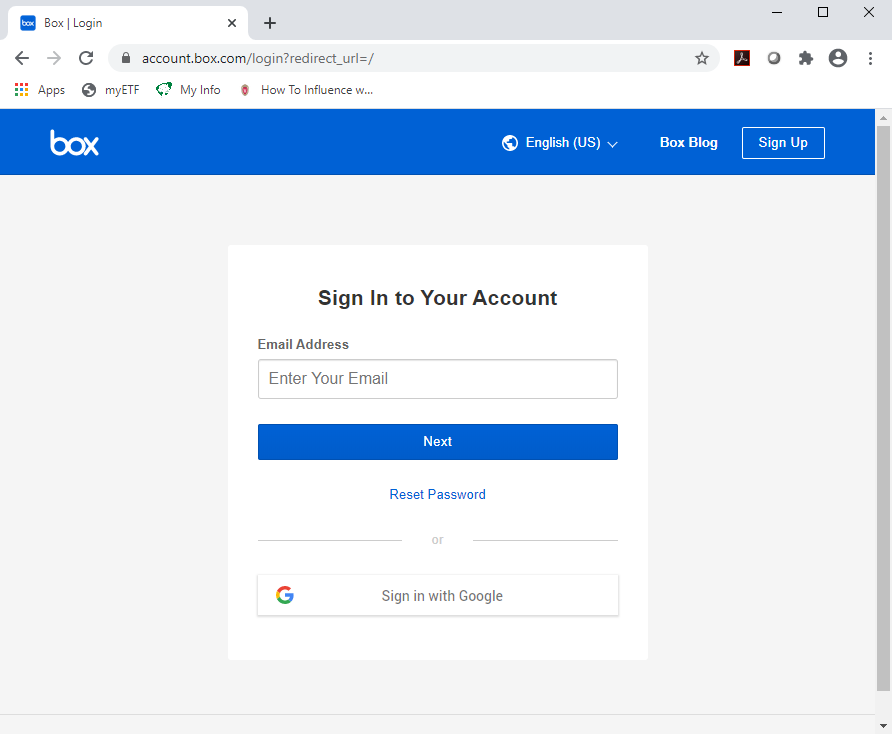 box
Box | Login
account.box.com/login?redirect_url=/
Apps
myETF
My Info
How To Influence w...
box
English (US)
Box Blog
Sign Up
Sign In to Your Account
Email Address
Enter Your Email
Next
Reset Password
or
Sign in with Google